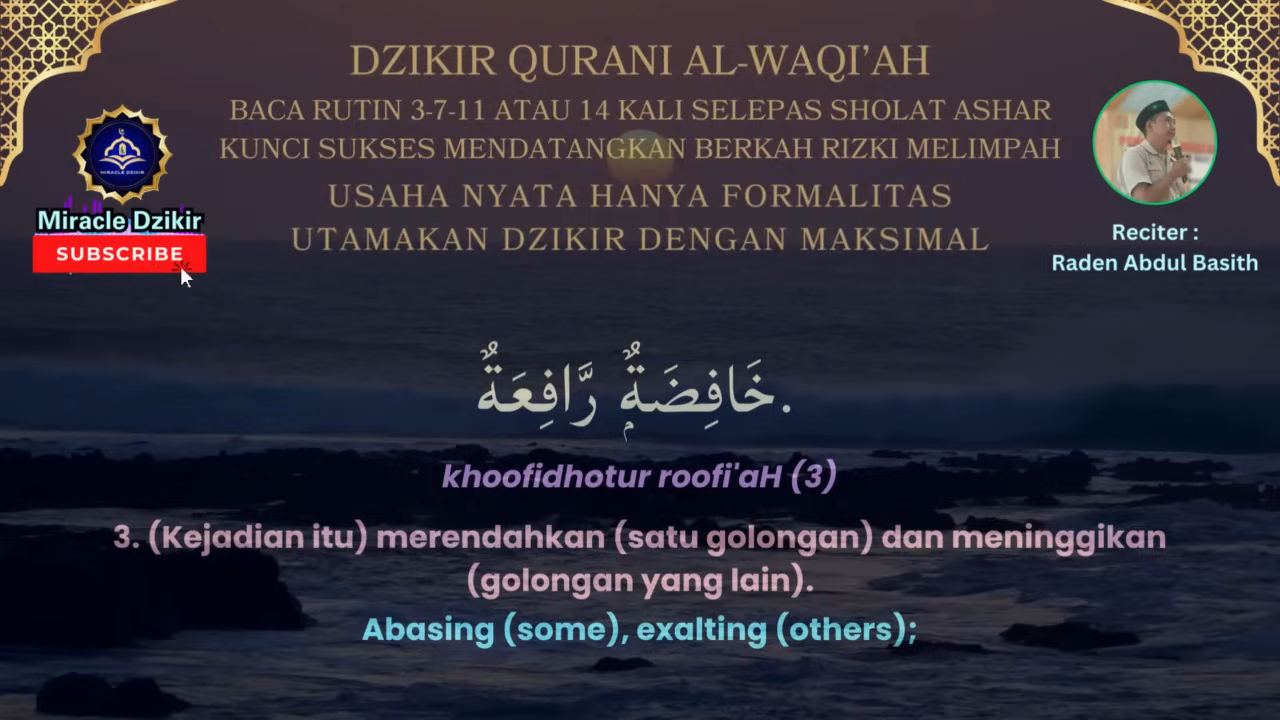 DZIKIR QURANI AL-WAQI'AH
BACA RUTIN 3-7-11 ATAU 14 KALI SELEPAS SHOLAT ASHAR
KUNCI SUKSES MENDATANGKAN BERKAH RIZKI MELIMPAH
USAHA NYATA HANYA FORMALITAS
UTAMAKAN DZIKIR DENGAN MAKSIMAL
MIRACLE DZIKIR
Miracle Dzikir
SUBSCRIBE
Reciter :
Raden Abdul Basith
خَافِضَةٌ رَّافِعَةٌ.
khoofidhotur roofi'aH (3)
3. (Kejadian itu) merendahkan (satu golongan) dan meninggikan
(golongan yang lain).
Abasing (some), exalting (others);